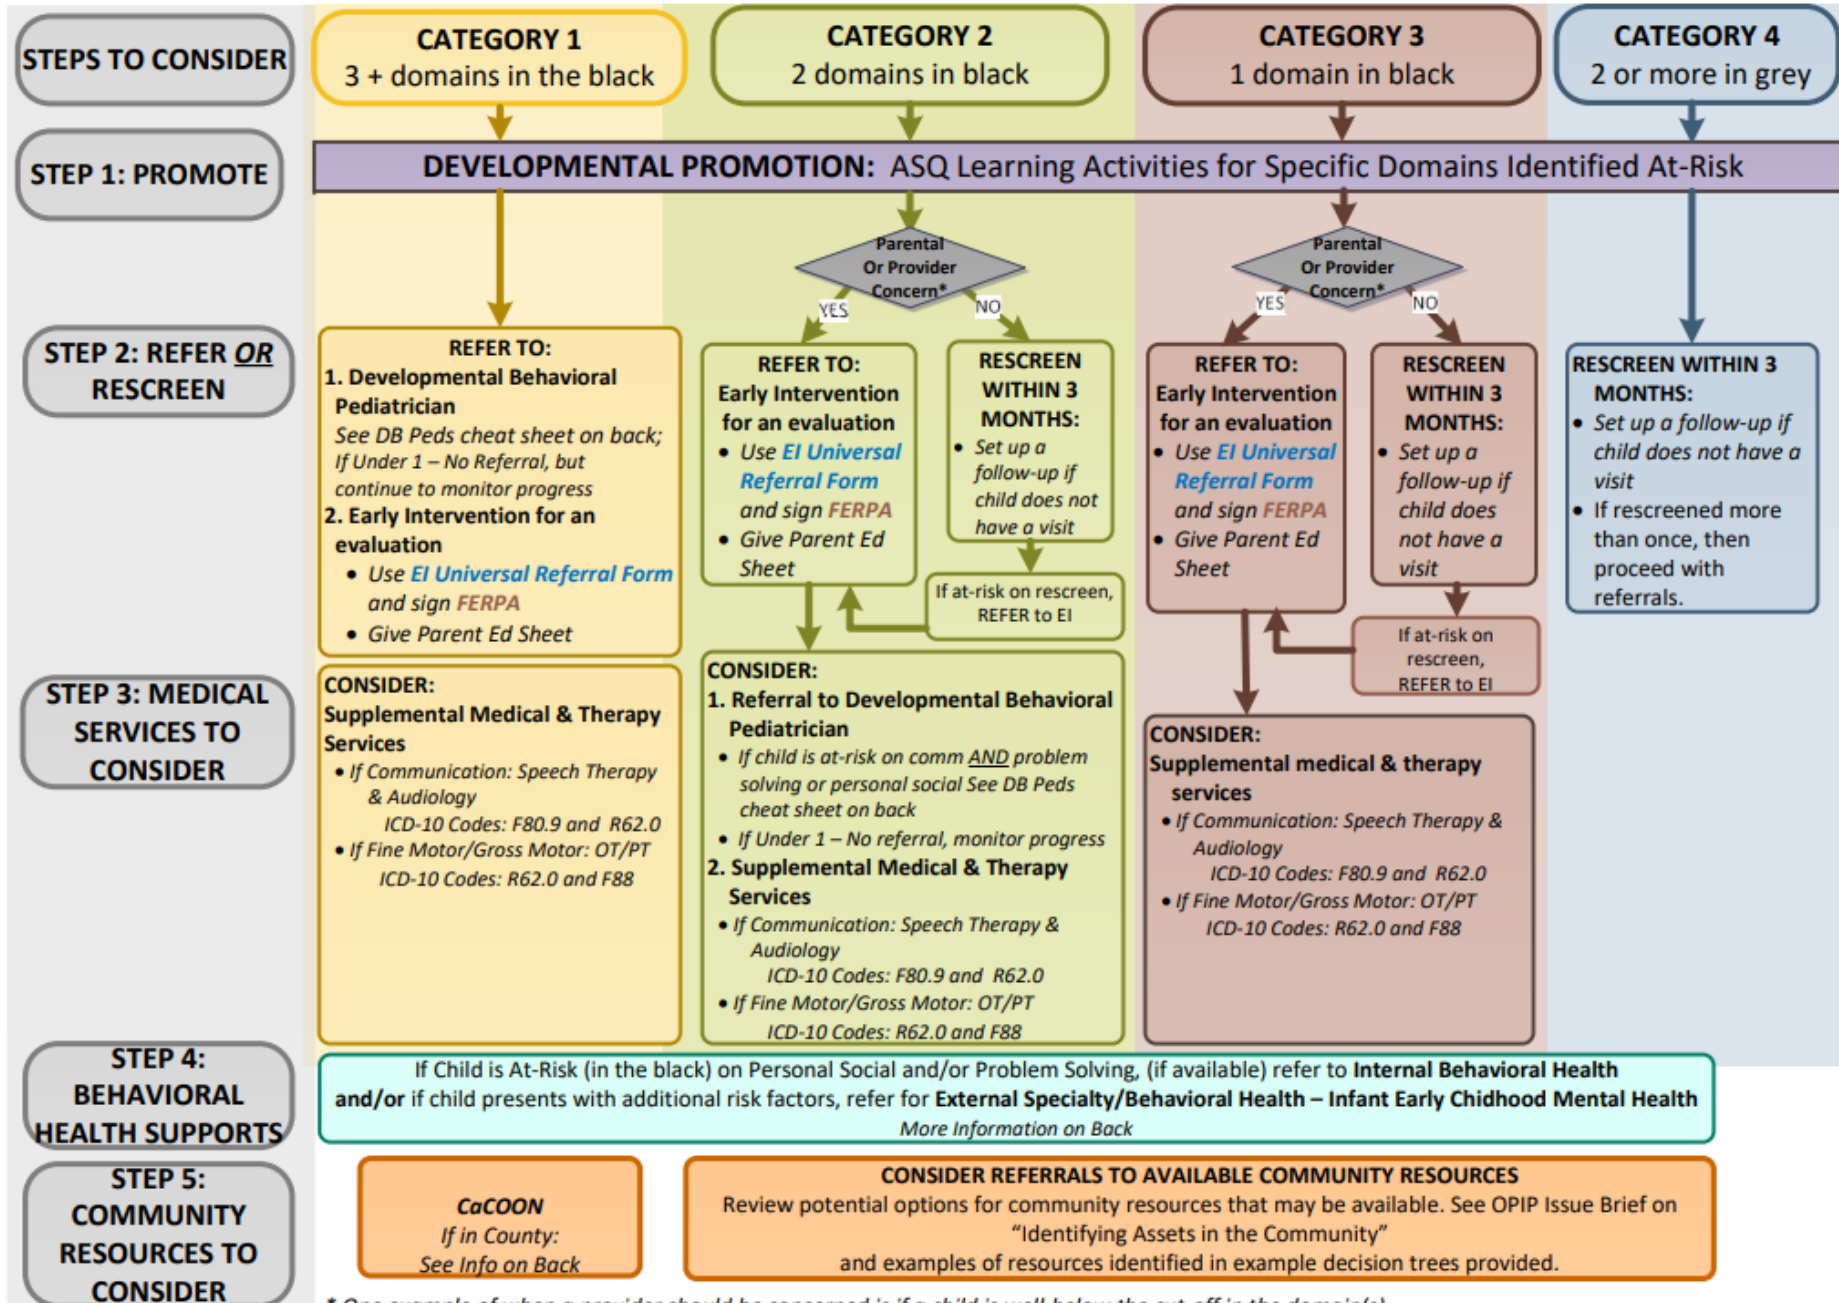 STEPS TO CONSIDER
CATEGORY 1
3 + domains in the black
CATEGORY 2
2 domains in black
CATEGORY 3
1 domain in black
CATEGORY 4
2 or more in grey
STEP 1: PROMOTE
DEVELOPMENTAL PROMOTION: ASQ Learning Activities for Specific Domains Identified At-Risk
Parental
Or Provider
Concern*
YES
NO
Parental
Or Provider
Concern*
YES
NO
STEP 2: REFER OR
RESCREEN
REFER TO:
1. Developmental Behavioral
Pediatrician
See DB Peds cheat sheet on back;
If Under 1 – No Referral, but
continue to monitor progress
2. Early Intervention for an
evaluation
• Use EI Universal Referral Form
and sign FERPA
• Give Parent Ed Sheet
REFER TO:
Early Intervention
for an evaluation
• Use EI Universal
Referral Form
and sign FERPA
• Give Parent Ed
Sheet
RESCREEN
WITHIN 3
MONTHS:
• Set up a
follow-up if
child does not
have a visit
If at-risk on rescreen,
REFER to EI
REFER TO:
Early Intervention
for an evaluation
• Use EI Universal
Referral Form
and sign FERPA
• Give Parent Ed
Sheet
RESCREEN
WITHIN 3
MONTHS:
• Set up a
follow-up if
child does
not have a
visit
If at-risk on
rescreen,
REFER to EI
RESCREEN WITHIN 3
MONTHS:
• Set up a follow-up if
child does not have a
visit
• If rescreened more
than once, then
proceed with
referrals.
STEP 3: MEDICAL
SERVICES TO
CONSIDER
CONSIDER:
Supplemental Medical & Therapy
Services
• If Communication: Speech Therapy
& Audiology
ICD-10 Codes: F80.9 and R62.0
• If Fine Motor/Gross Motor: OT/PT
ICD-10 Codes: R62.0 and F88
CONSIDER:
1. Referral to Developmental Behavioral
Pediatrician
• If child is at-risk on comm AND problem
solving or personal social See DB Peds
cheat sheet on back
• If Under 1 – No referral, monitor progress
2. Supplemental Medical & Therapy
Services
• If Communication: Speech Therapy &
Audiology
ICD-10 Codes: F80.9 and R62.0
• If Fine Motor/Gross Motor: OT/PT
ICD-10 Codes: R62.0 and F88
CONSIDER:
Supplemental medical & therapy
services
• If Communication: Speech Therapy &
Audiology
ICD-10 Codes: F80.9 and R62.0
• If Fine Motor/Gross Motor: OT/PT
ICD-10 Codes: R62.0 and F88
STEP 4:
BEHAVIORAL
HEALTH SUPPORTS
If Child is At-Risk (in the black) on Personal Social and/or Problem Solving, (if available) refer to Internal Behavioral Health
and/or if child presents with additional risk factors, refer for External Specialty/Behavioral Health – Infant Early Chidhood Mental Health
More Information on Back
STEP 5:
COMMUNITY
RESOURCES TO
CONSIDER
CaCOON
If in County:
See Info on Back
CONSIDER REFERRALS TO AVAILABLE COMMUNITY RESOURCES
Review potential options for community resources that may be available. See OPIP Issue Brief on
“Identifying Assets in the Community”
and examples of resources identified in example decision trees provided.
* One example of when a provider should be concerned is if a child is well below the cut-off in the domain(s)